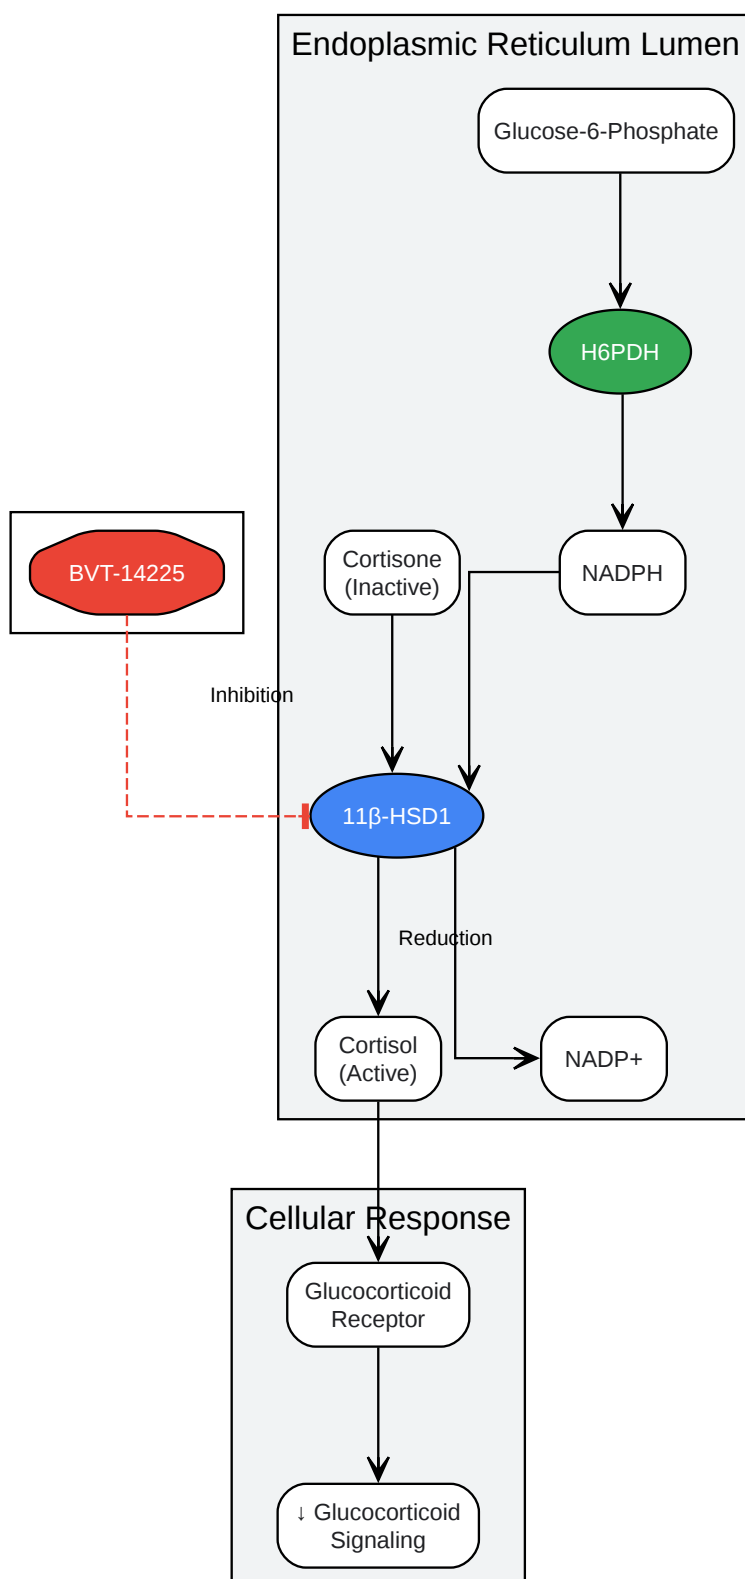 Endoplasmic Reticulum Lumen
Glucose-6-Phosphate
H6PDH
BVT-14225
Cortisone
(Inactive)
NADPH
Inhibition
11β-HSD1
Reduction
Cortisol
(Active)
NADP+
Cellular Response
Glucocorticoid
Receptor
↓ Glucocorticoid
Signaling